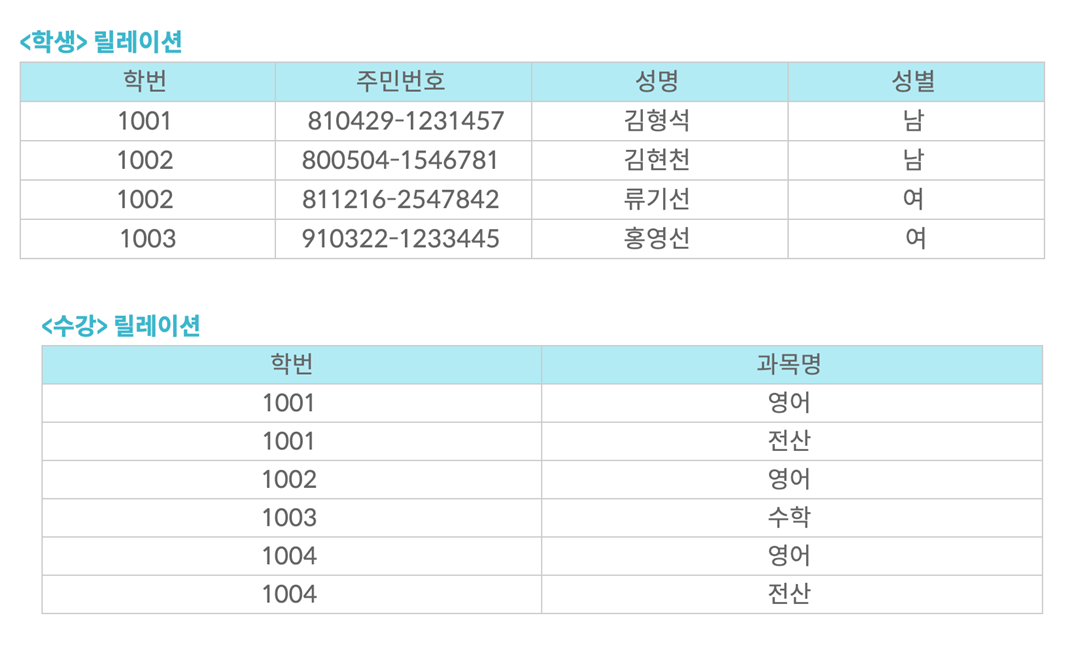 <학생> 릴레이션
학번 주민번호 성명 성별
1001 810429-1231457 김형석 남
1002 800504-1546781 김현천 남
1002 811216-2547842 류기선 여
1003 910322-1233445 홍영선 여
<수강> 릴레이션
학번 과목명
1001 영어
1001 전산
1002 영어
1003 수학
1004 영어
1004 전산